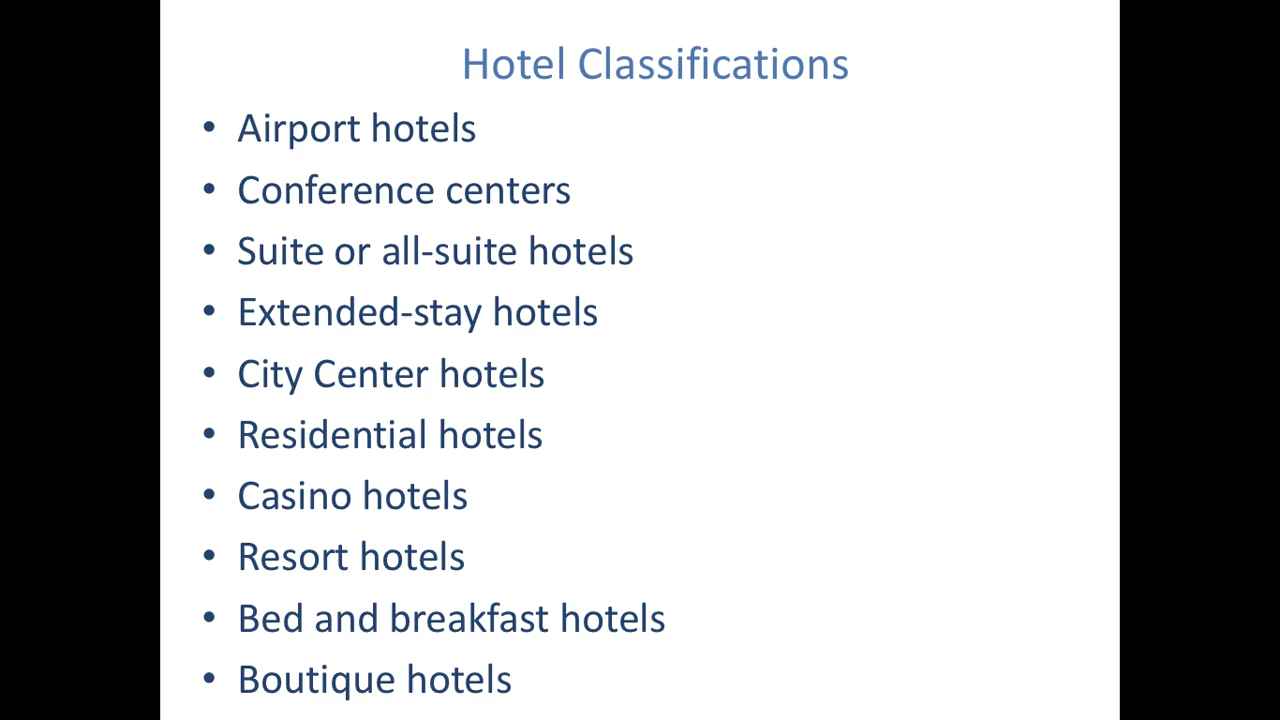 Hotel Classifications
• Airport hotels
• Conference centers
• Suite or all-suite hotels
• Extended-stay hotels
• City Center hotels
• Residential hotels
• Casino hotels
• Resort hotels
• Bed and breakfast hotels
• Boutique hotels